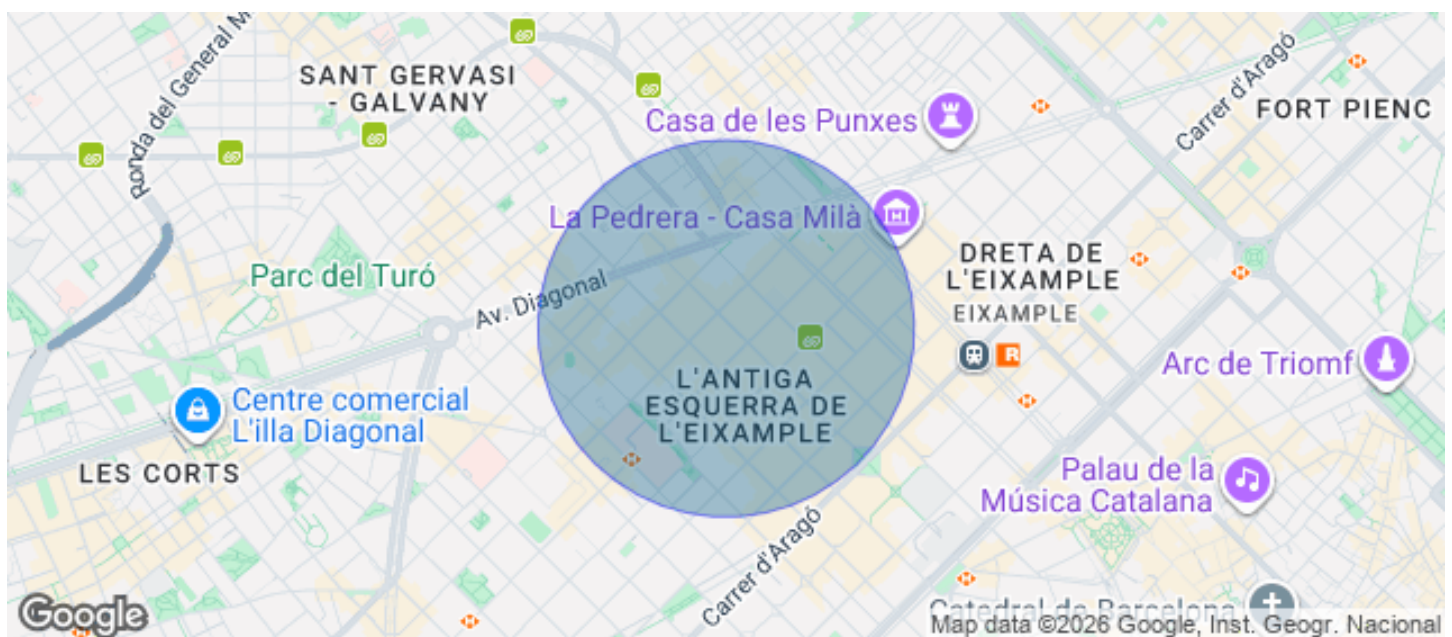 SANT GERVASI
- GALVANY
Ronda del General M
Casa de les Punxes
Carrer d'Aragó
FORT PIENC
La Pedrera - Casa Milà
DRETA DE
L'EIXAMPLE
EIXAMPLE
R
Parc del Turó
Av. Diagonal
Arc de Triomf
L'ANTIGA
ESQUERRA DE
L'EIXAMPLE
Centre comercial
L'illa Diagonal
LES CORTS
Palau de la
Música Catalana
Carrer d'Aragó
Catedral de Barcelona
Google
Map data ©2026 Google, Inst. Geogr. Nacional